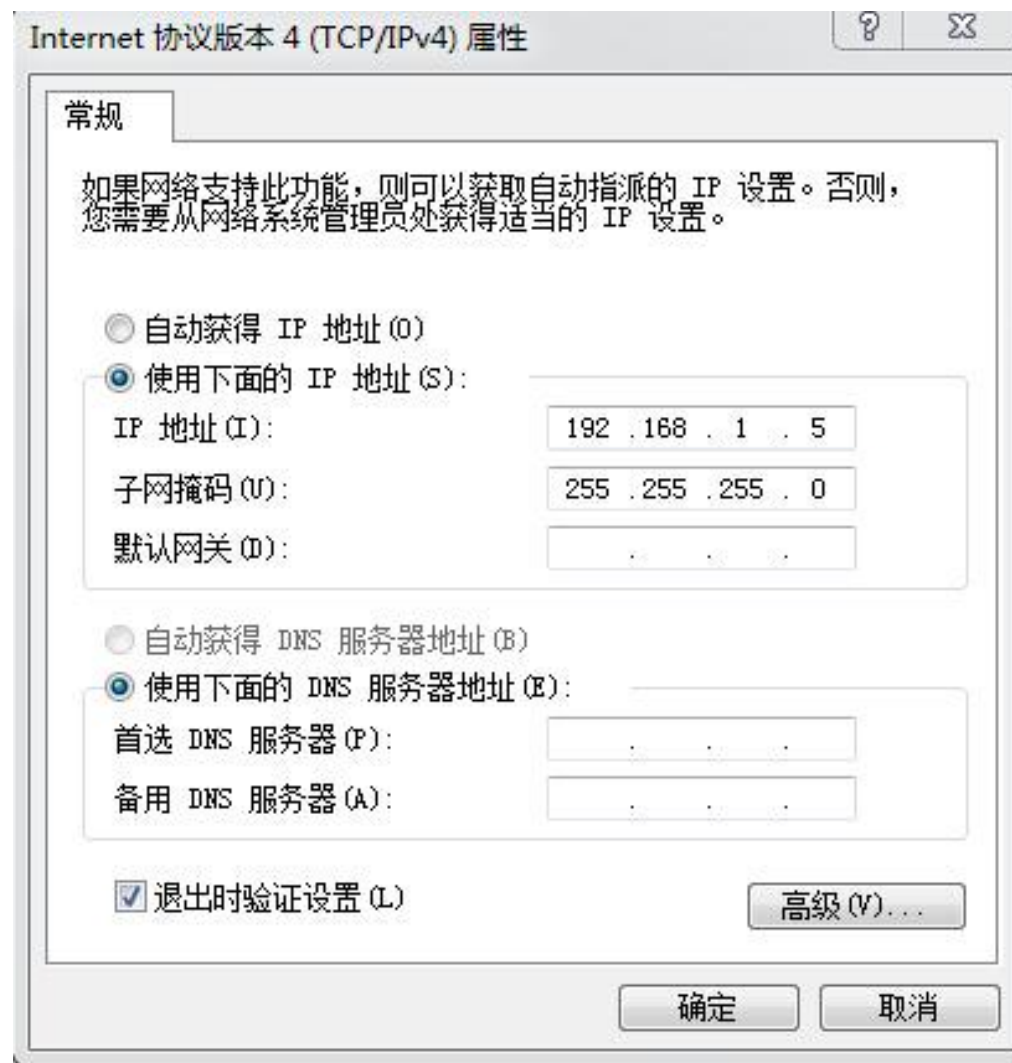 Internet 协议版本 4 (TCP/IPv4) 属性
常规
如果网络支持此功能，则可以获取自动指派的 IP 设置。否则，
您需要从网络系统管理员处获得适当的 IP 设置。
自动获得 IP 地址(O)
使用下面的 IP 地址(S):
IP 地址(I): 192 .168 . 1 . 5
子网掩码(U): 255 .255 .255 . 0
默认网关(D): . . .
自动获得 DNS 服务器地址(B)
使用下面的 DNS 服务器地址(E):
首选 DNS 服务器(P): . . .
备用 DNS 服务器(A): . . .
退出时验证设置(L)
高级(V)...
确定 取消